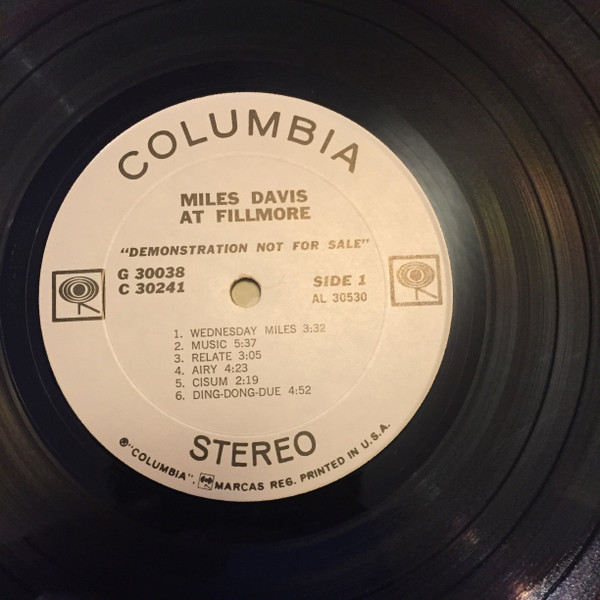 COLUMBIA
MILES DAVIS
AT FILLMORE
"DEMONSTRATION NOT FOR SALE"
G 30038
C 30241
SIDE 1
AL 30530
1. WEDNESDAY MILES 3:32
2. MUSIC 5:37
3. RELATE 3:05
4. AIRY 4:23
5. CISUM 2:19
6. DING-DONG-DUE 4:52
STEREO
®"COLUMBIA", MARCAS REG. PRINTED IN U.S.A.